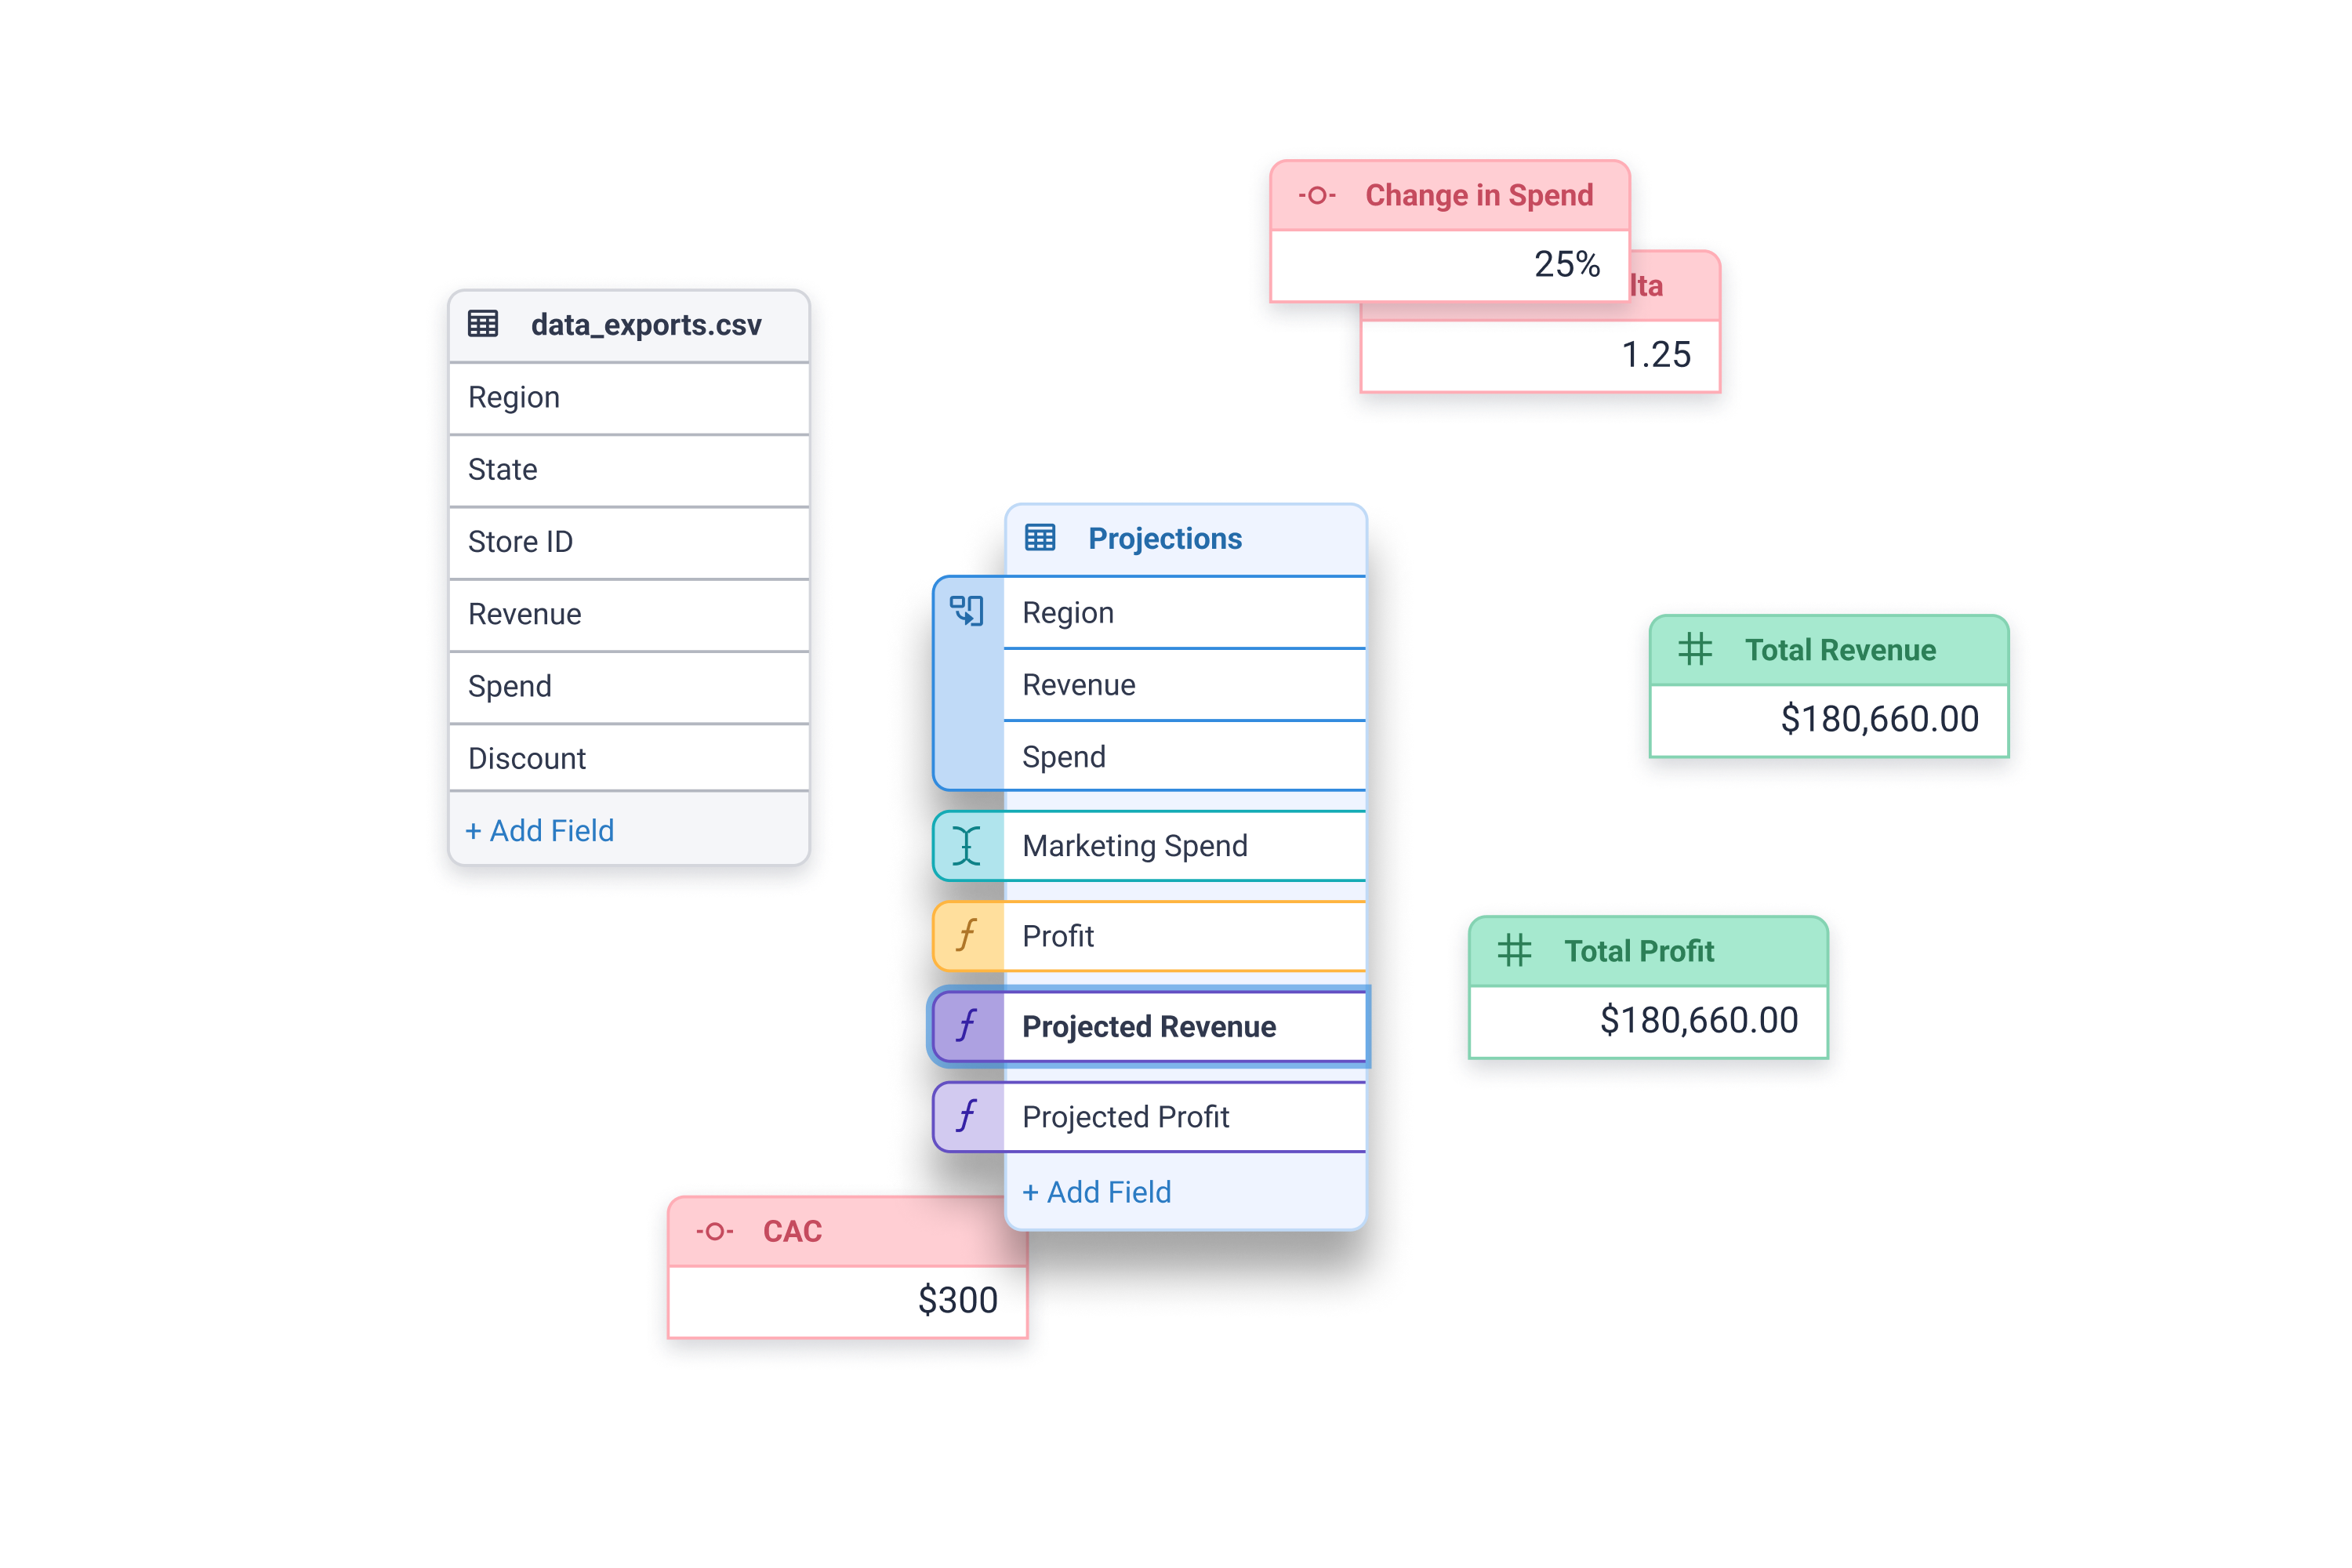 Change in Spend
25%
lta
1.25
data_exports.csv
Region
State
Store ID
Revenue
Spend
Discount
+ Add Field
Projections
Region
Revenue
Spend
Marketing Spend
Profit
Projected Revenue
Projected Profit
+ Add Field
Total Revenue
$180,660.00
Total Profit
$180,660.00
CAC
$300